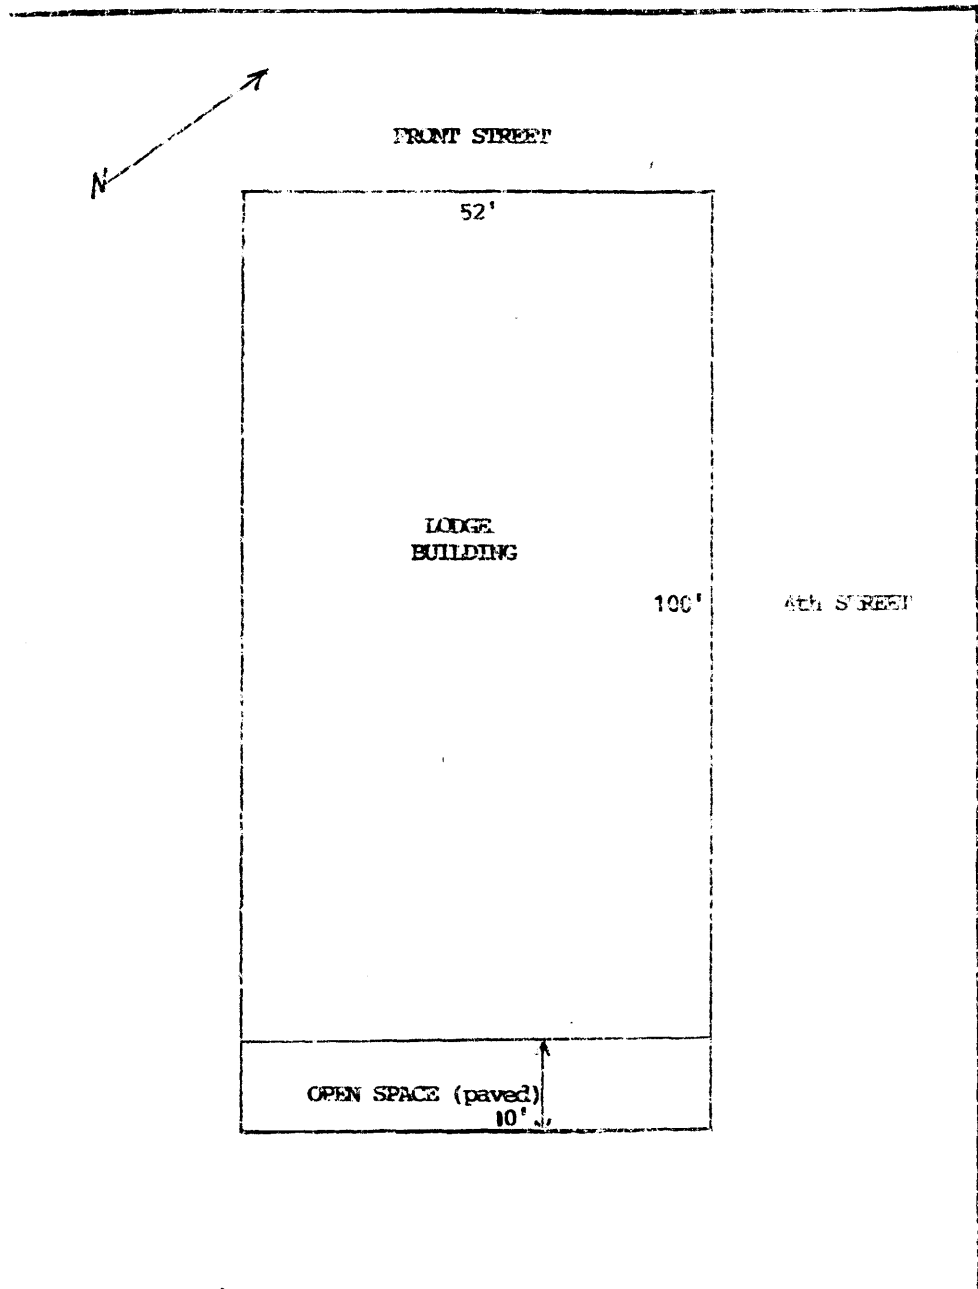 N
FRONT STREET
52'
LODGE
BUILDING
100'
4th STREET
OPEN SPACE (paved)
10'